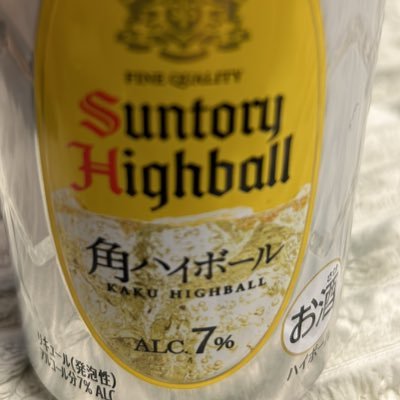 FINE QUALITY
Suntory
Highball
角ハイボール
KAKU HIGHBALL
ALC. 7%
お酒
リキュール(発泡性)
アルコール分7% ALC